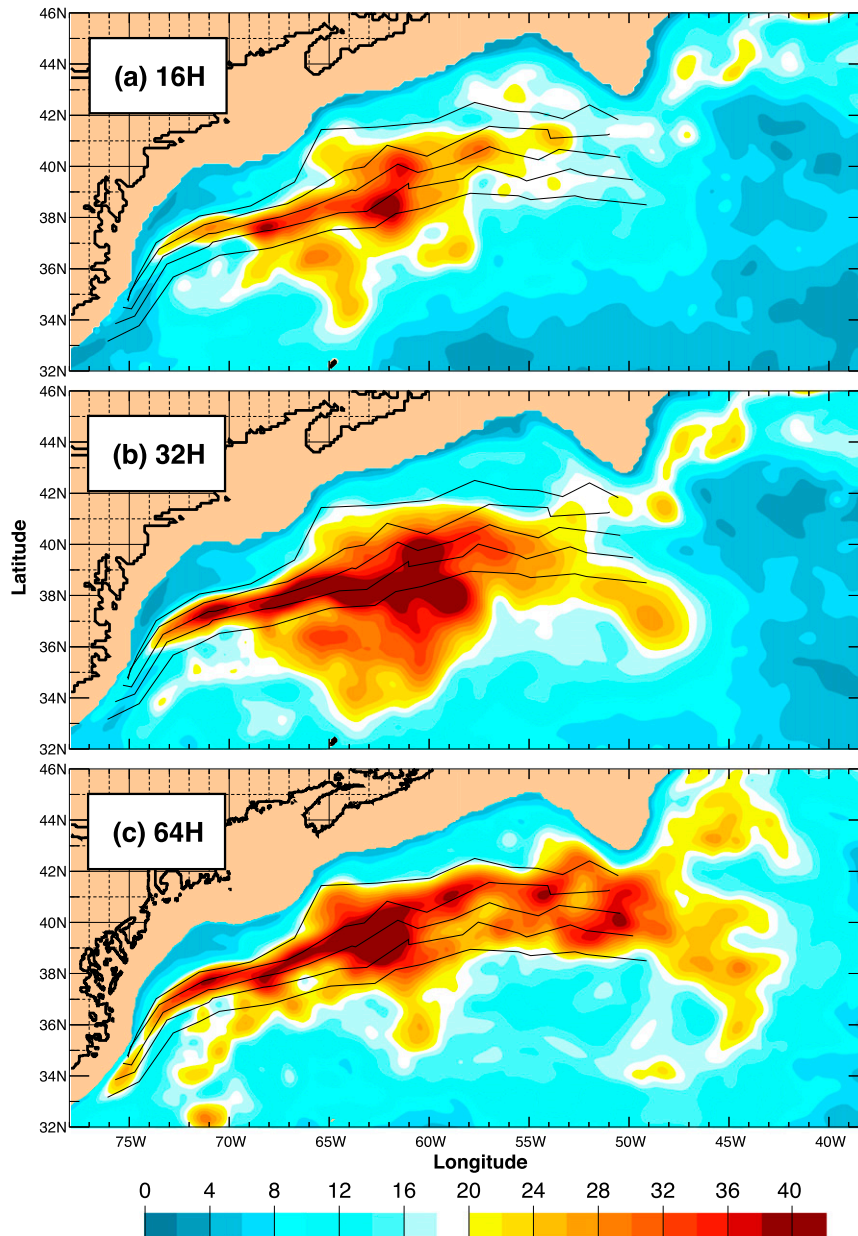 46N
44N
42N
40N
38N
36N
34N
32N
(a) 16H
46N
44N
42N
40N
38N
36N
34N
32N
(b) 32H
Latitude
46N
44N
42N
40N
38N
36N
34N
32N
(c) 64H
75W 70W 65W 60W 55W 50W 45W 40W
Longitude
0 4 8 12 16 20 24 28 32 36 40